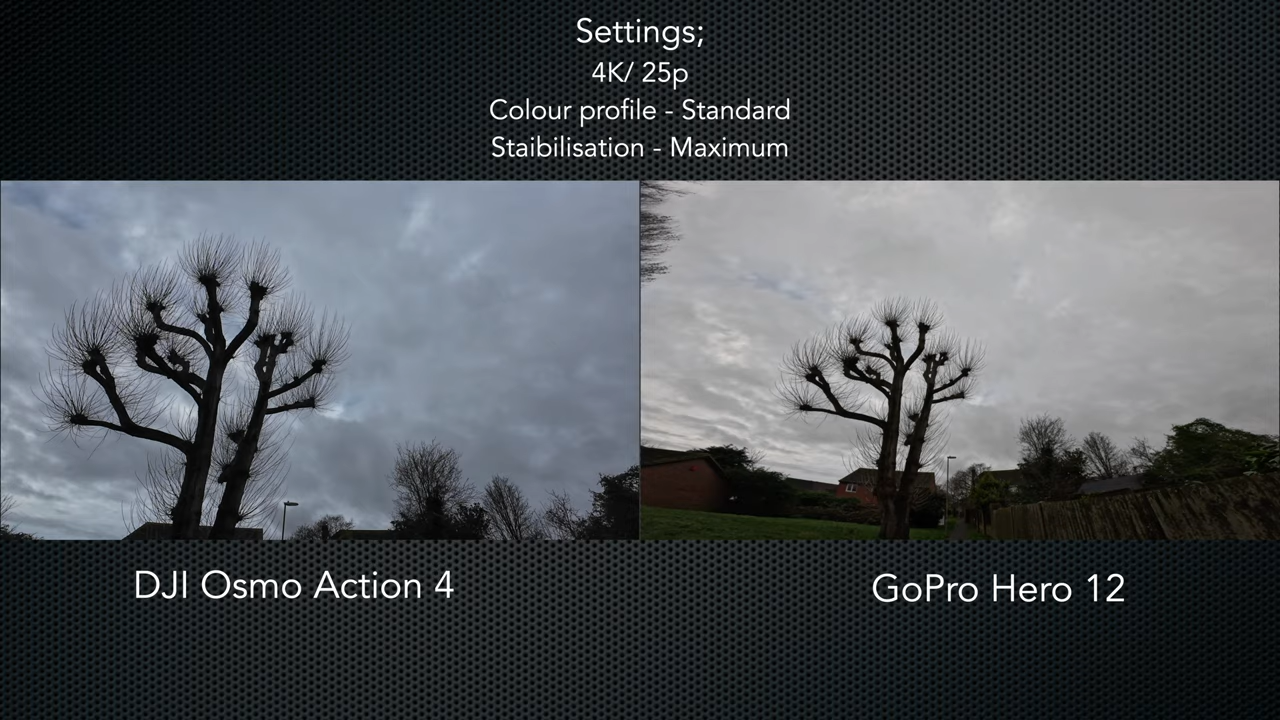 Settings;
4K/ 25p
Colour profile - Standard
Staibilisation - Maximum
DJI Osmo Action 4
GoPro Hero 12